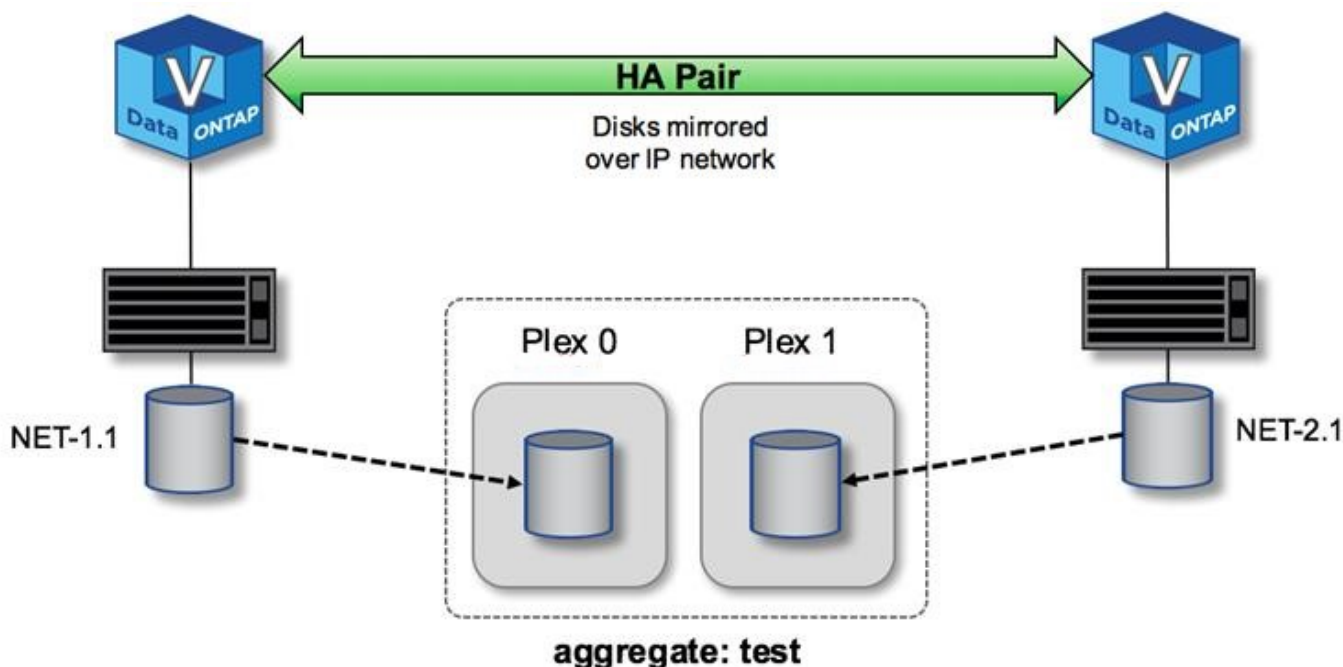 V
Data ONTAP
HA Pair
V
Data ONTAP
Disks mirrored
over IP network
Plex 0
Plex 1
NET-1.1
NET-2.1
aggregate: test